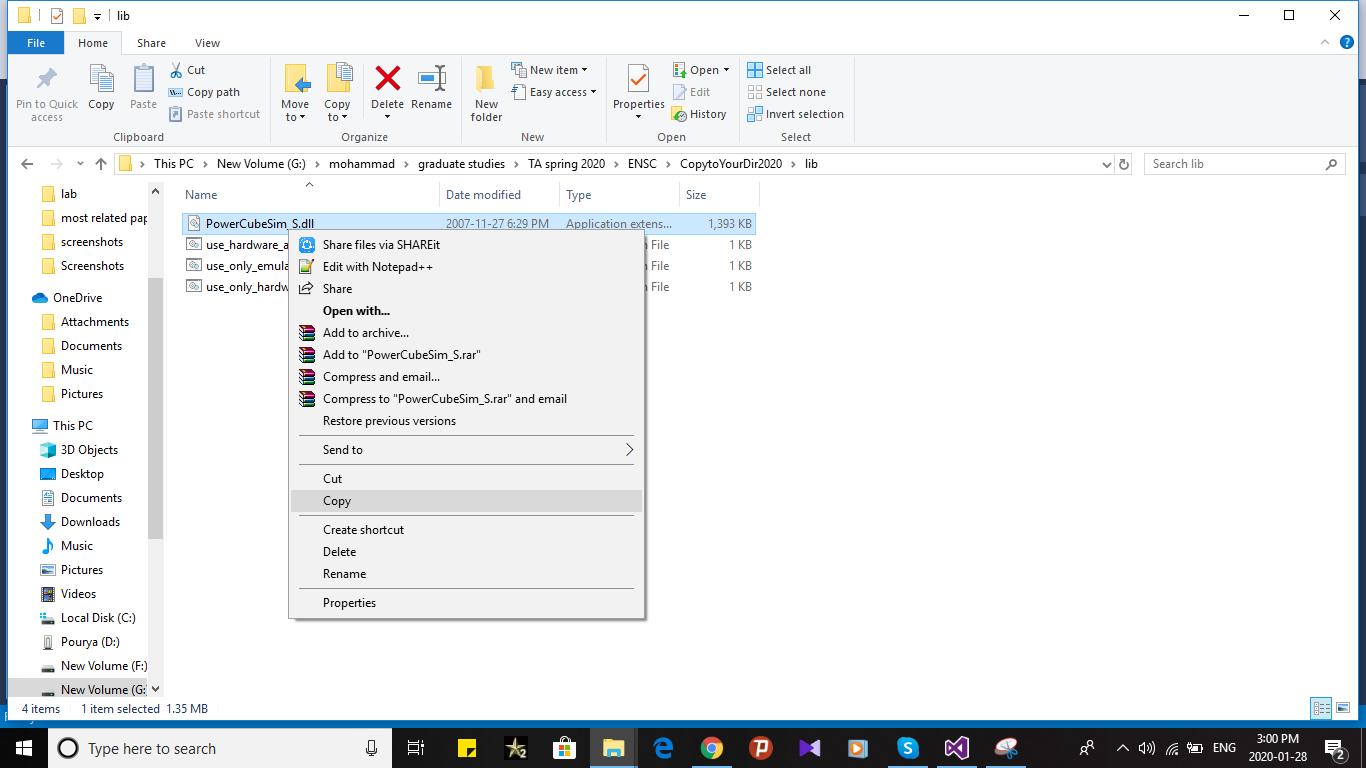 lib
File Home Share View
Pin to Quick access
Copy
Paste
Cut
Copy path
Paste shortcut
Clipboard
Move to
Copy to
Delete
Rename
Organize
New folder
New item
Easy access
New
Properties
Open
Edit
History
Open
Select all
Select none
Invert selection
Select
This PC > New Volume (G:) > mohammad > graduate studies > TA spring 2020 > ENSC > CopytoYourDir2020 > lib
Search lib
lab
most related pap
screenshots
Screenshots
OneDrive
Attachments
Documents
Music
Pictures
This PC
3D Objects
Desktop
Documents
Downloads
Music
Pictures
Videos
Local Disk (C:)
Pourya (D:)
New Volume (F:)
New Volume (G:
Name Date modified Type Size
PowerCubeSim_S.dll 2007-11-27 6:29 PM Application extens... 1,393 KB
use_hardware_a File 1 KB
use_only_emula File 1 KB
use_only_hardw File 1 KB
Share files via SHAREit
Edit with Notepad++
Share
Open with...
Add to archive...
Add to "PowerCubeSim_S.rar"
Compress and email...
Compress to "PowerCubeSim_S.rar" and email
Restore previous versions
Send to
Cut
Copy
Create shortcut
Delete
Rename
Properties
4 items 1 item selected 1.35 MB
Type here to search
ENG
3:00 PM
2020-01-28
2